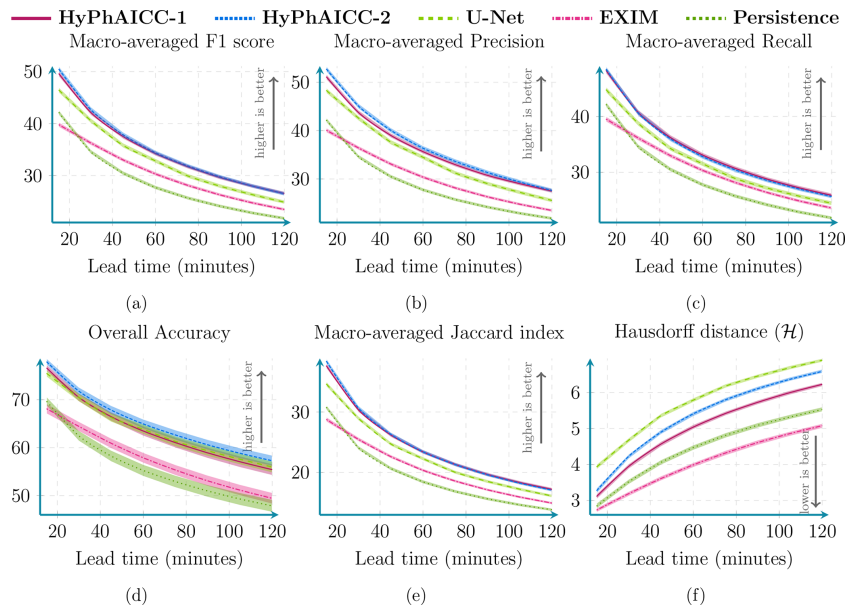 HyPhAICC-1 HyPhAICC-2 U-Net EXIM Persistence
Macro-averaged F1 score
50
40
30
higher is better
20 40 60 80 100 120
Lead time (minutes)
(a)
Macro-averaged Precision
50
40
30
higher is better
20 40 60 80 100 120
Lead time (minutes)
(b)
Macro-averaged Recall
40
30
higher is better
20 40 60 80 100 120
Lead time (minutes)
(c)
Overall Accuracy
70
60
50
higher is better
20 40 60 80 100 120
Lead time (minutes)
(d)
Macro-averaged Jaccard index
30
20
higher is better
20 40 60 80 100 120
Lead time (minutes)
(e)
Hausdorff distance (ℋ)
6
5
4
3
lower is better
20 40 60 80 100 120
Lead time (minutes)
(f)